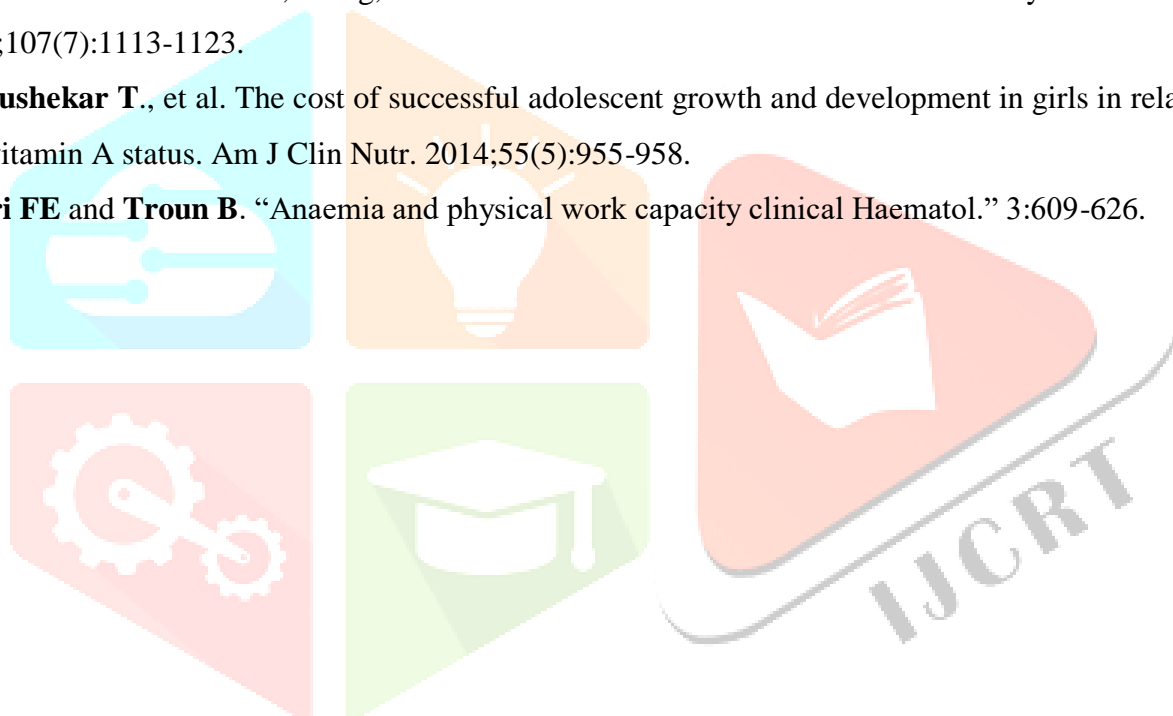 ;107(7):1113-1123.
ushekar T., et al. The cost of successful adolescent growth and development in girls in rela
vitamin A status. Am J Clin Nutr. 2014;55(5):955-958.
ri FE and Troun B. “Anaemia and physical work capacity clinical Haematol.” 3:609-626.
IJCRT